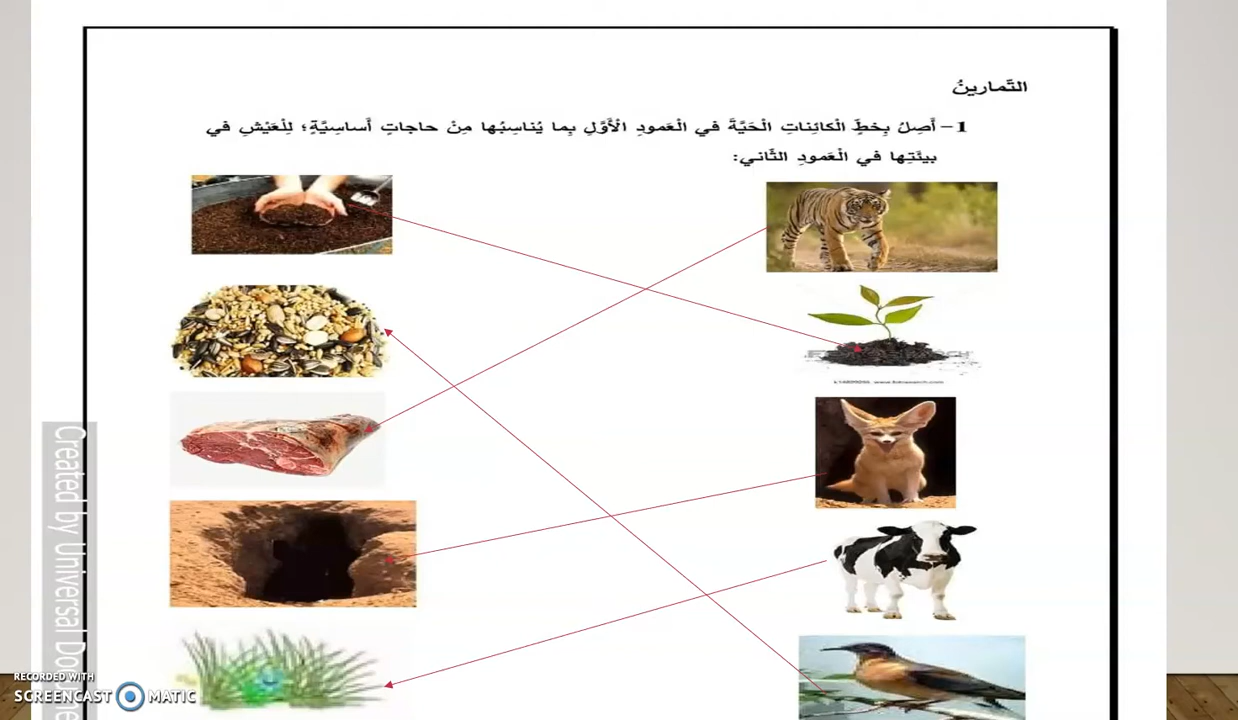 التَّمارينُ
1– أَصِلُ بِخطٍّ الْكائِناتِ الْحَيَّةَ في الْعَمودِ الْأَوَّلِ بِما يُناسِبُها مِنْ حاجاتٍ أَساسِيَّةٍ؛ لِلْعَيْشِ في
بيئَتِها في الْعَمودِ الثّاني:
Created by Universal Docume
RECORDED WITH
SCREENCAST MATIC